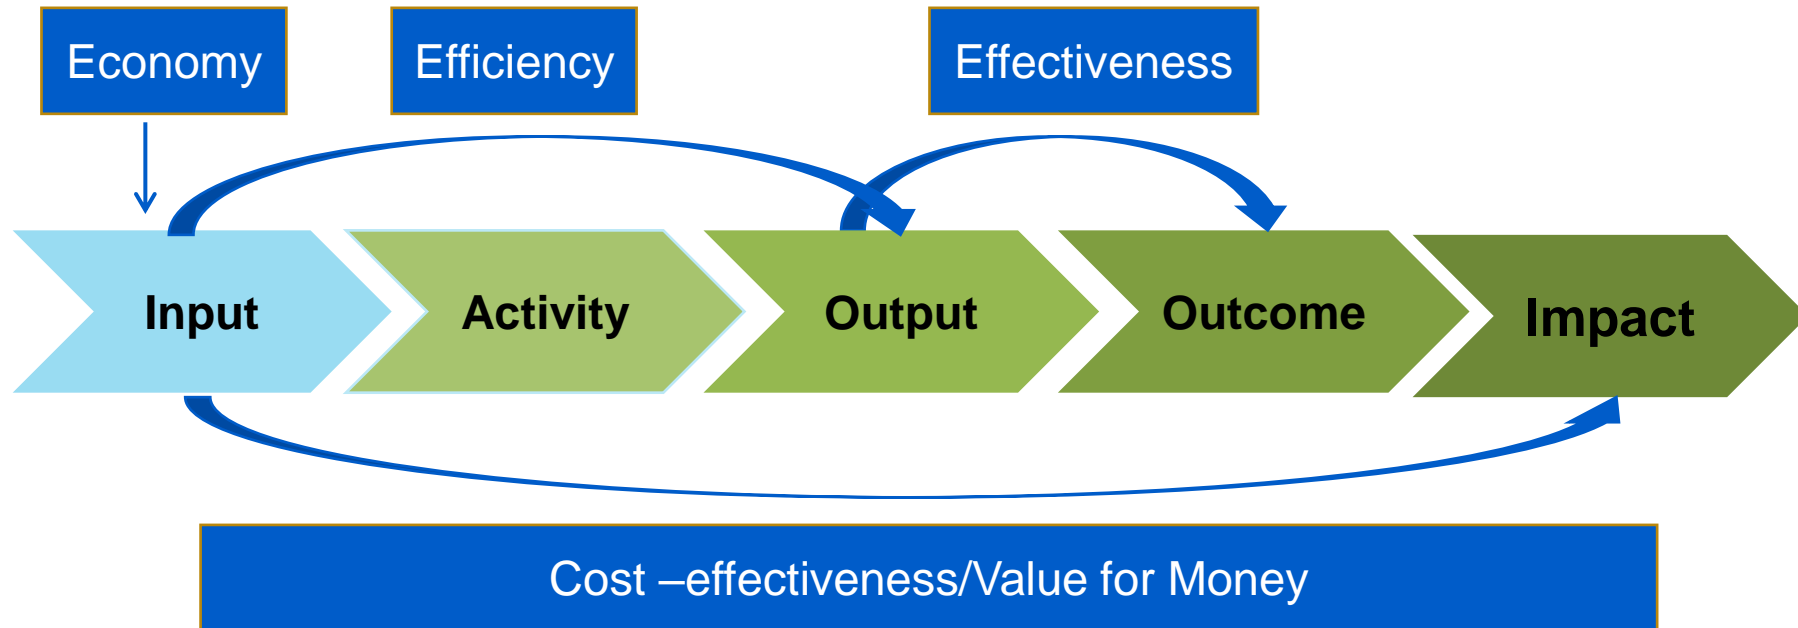 Economy
Efficiency
Effectiveness
Input
Activity
Output
Outcome
Impact
Cost –effectiveness/Value for Money